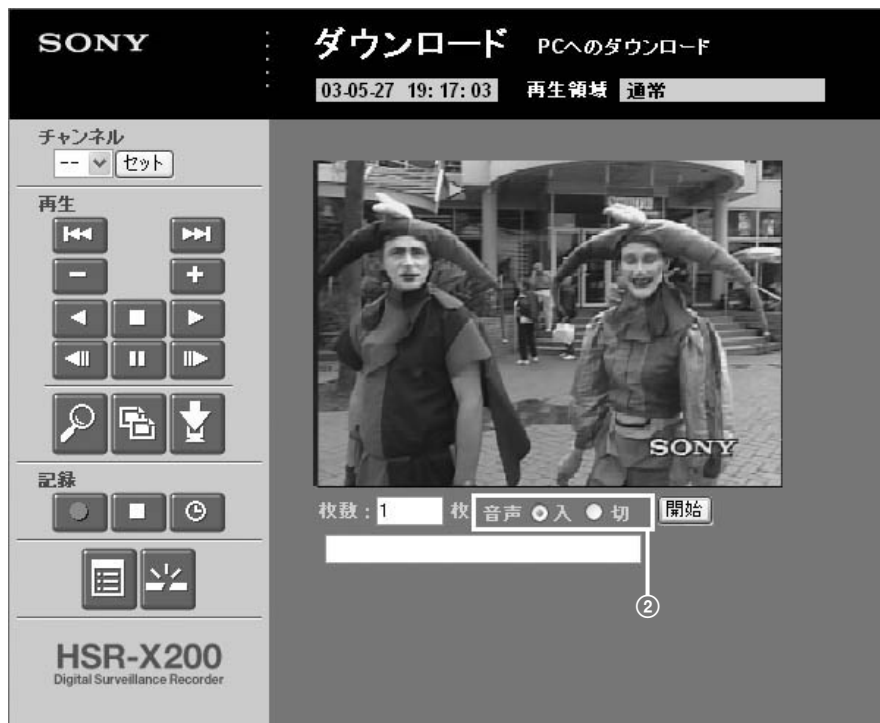 SONY
ダウンロード PCへのダウンロード
03-05-27 19:17:03 再生領域 通常
チャンネル
-- セット
再生
SONY
枚数：1 枚 音声 入 切 開始
②
記録
HSR-X200
Digital Surveillance Recorder